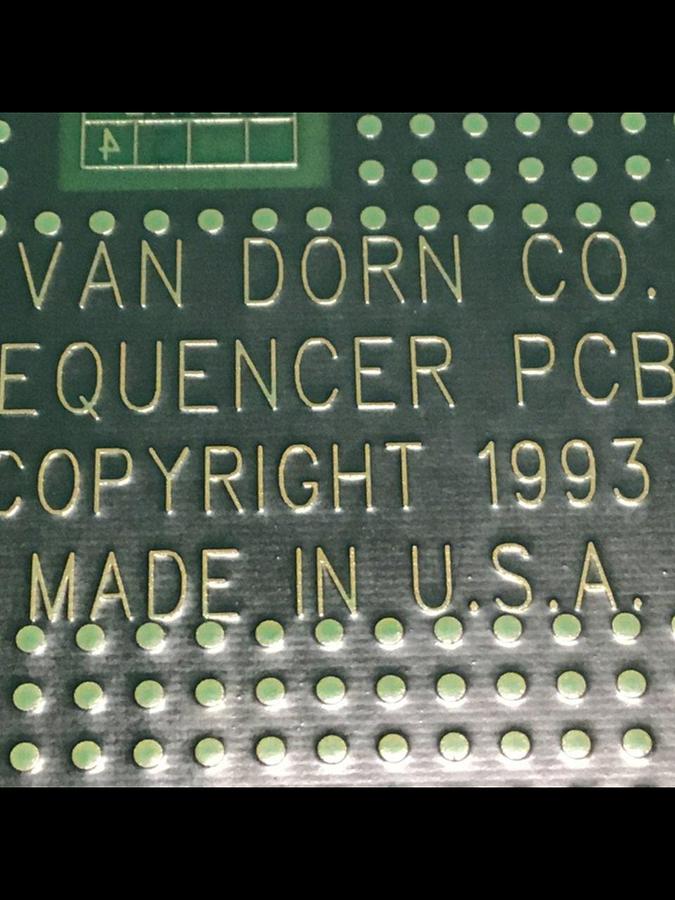 4
VAN DORN CO.
EQUENCER PCB
COPYRIGHT 1993
MADE IN U.S.A.